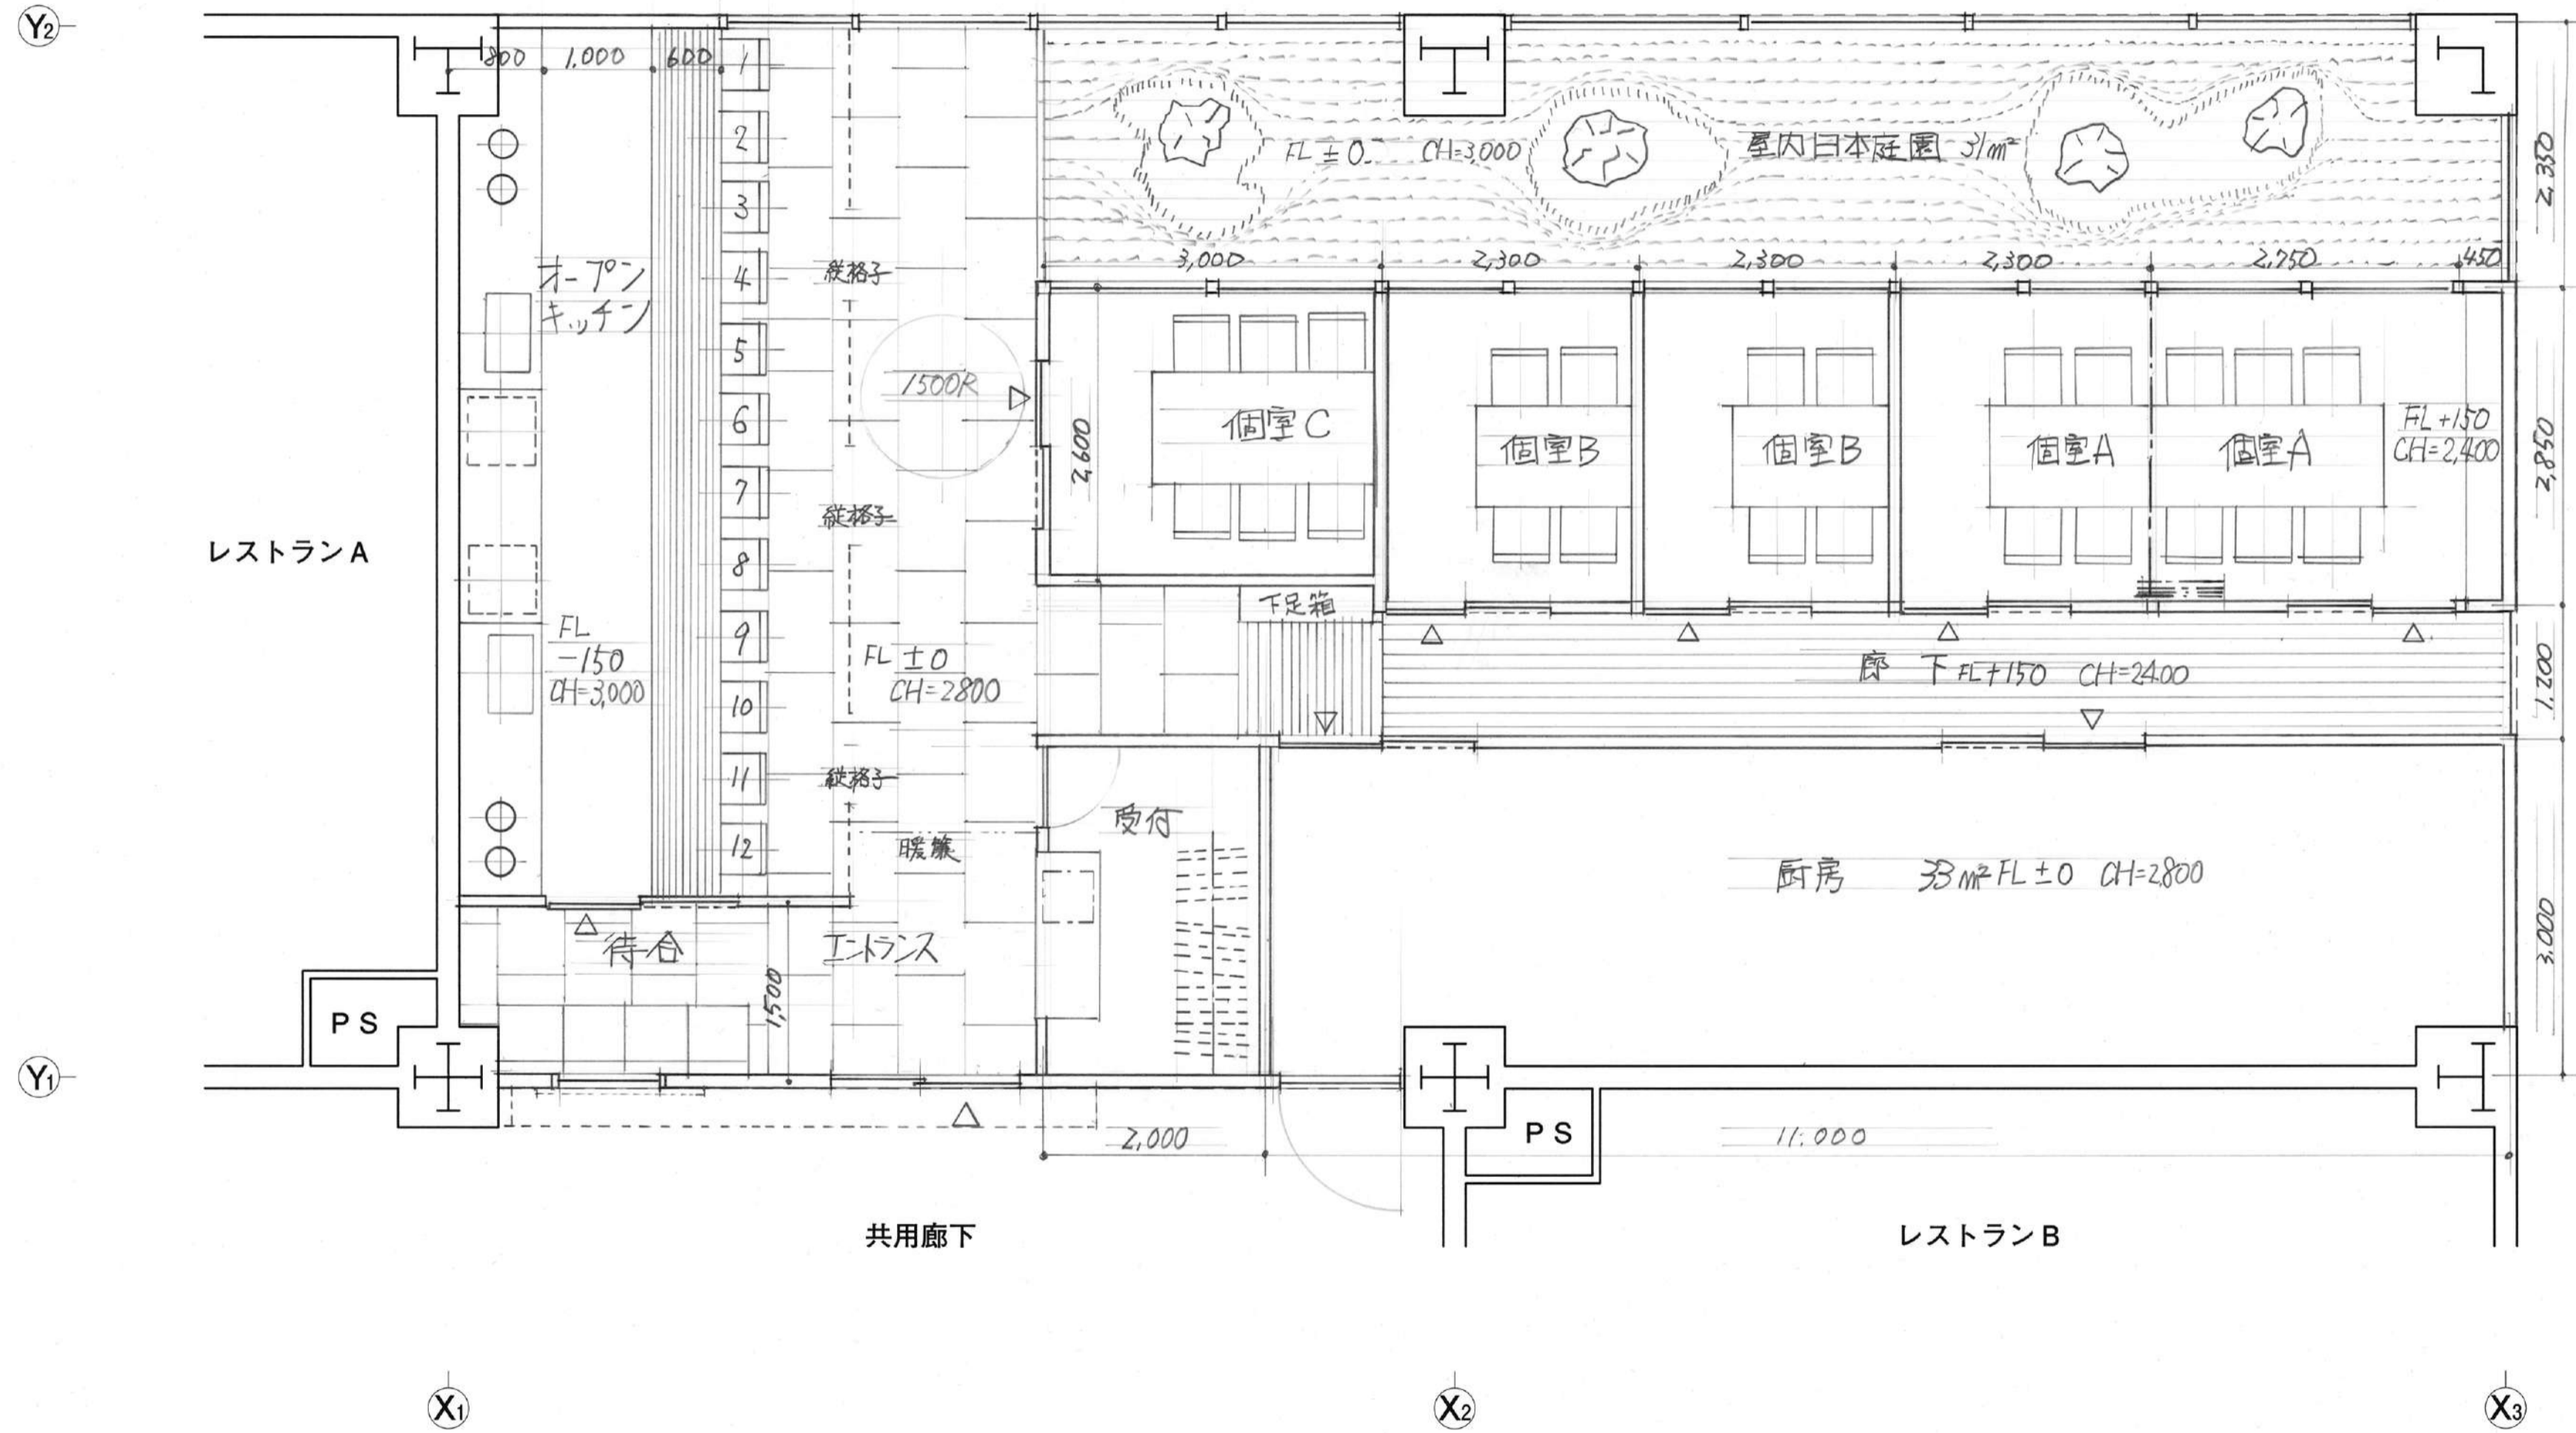 Y2
800
1,000
600
1
2
3
4
5
6
7
8
9
10
11
12
FL±0
CH=3,000
屋内日本庭園 31m²
2,350
3,000
2,300
2,300
2,300
2,750
450
オープン
キッチン
縦格子
1500R
2,600
個室C
個室B
個室B
個室A
個室A
FL+150
CH=2,400
2,850
縦格子
レストランA
下足箱
FL
-150
CH=3,000
FL±0
CH=2800
廊下 FL+150 CH=2400
1,200
縦格子
受付
暖簾
厨房 33m² FL±0 CH=2,800
待合
エントランス
1,500
3,000
PS
Y1
2,000
PS
11,000
共用廊下
レストランB
X1
X2
X3